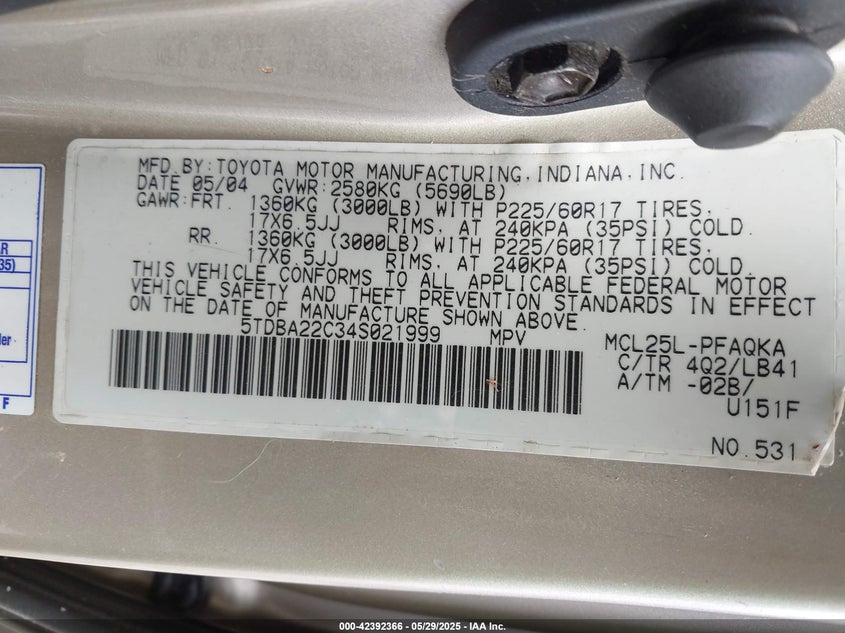 MFD.BY:TOYOTA MOTOR MANUFACTURING.INDIANA.INC.
DATE 05/04 GVWR:2580KG (5690LB)
GAWR:FRT. 1360KG (3000LB) WITH P225/60R17 TIRES.
17X6.5JJ RIMS. AT 240KPA (35PSI) COLD.
RR. 1360KG (3000LB) WITH P225/60R17 TIRES.
17X6.5JJ RIMS. AT 240KPA (35PSI) COLD.
THIS VEHICLE CONFORMS TO ALL APPLICABLE FEDERAL MOTOR
VEHICLE SAFETY AND THEFT PREVENTION STANDARDS IN EFFECT
ON THE DATE OF MANUFACTURE SHOWN ABOVE.
5TDBA22C34S021999 MPV
MCL25L-PFAQKA
C/TR 4Q2/LB41
A/TM -02B/
U151F
NO.531
R
35)
der
F
000-42392366 - 05/29/2025 - IAA Inc.